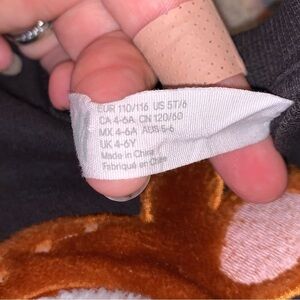 EUR 110/116 US 5T/6
CA 4-6A CN 120/60
MX 4-6A AUS 5-6
UK 4-6Y
Made in China
Fabriqué en Chine